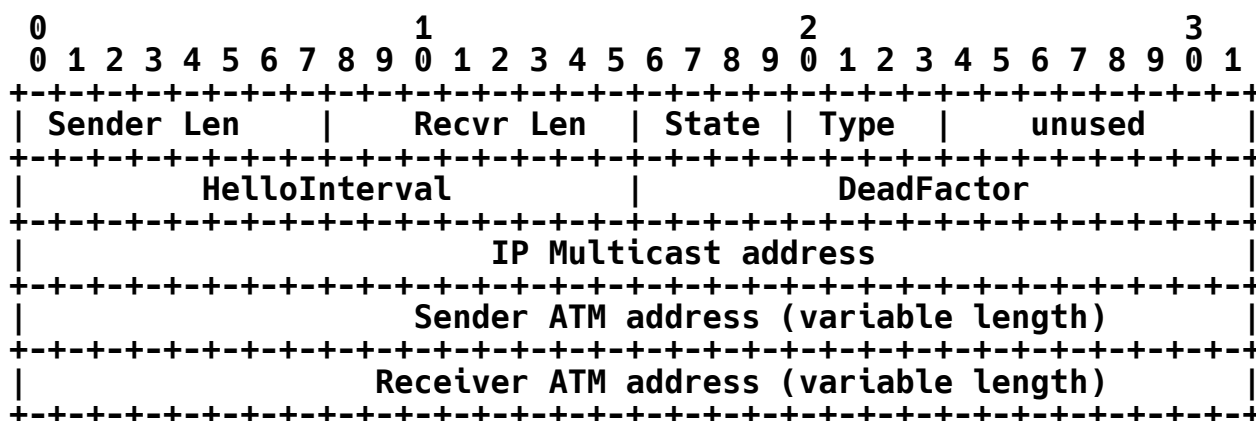 0                   1                   2                   3
 0 1 2 3 4 5 6 7 8 9 0 1 2 3 4 5 6 7 8 9 0 1 2 3 4 5 6 7 8 9 0 1
+-+-+-+-+-+-+-+-+-+-+-+-+-+-+-+-+-+-+-+-+-+-+-+-+-+-+-+-+-+-+-+-+
| Sender Len    |    Recvr Len  | State | Type  |    unused     |
+-+-+-+-+-+-+-+-+-+-+-+-+-+-+-+-+-+-+-+-+-+-+-+-+-+-+-+-+-+-+-+-+
|         HelloInterval         |          DeadFactor           |
+-+-+-+-+-+-+-+-+-+-+-+-+-+-+-+-+-+-+-+-+-+-+-+-+-+-+-+-+-+-+-+-+
|                        IP Multicast address                   |
+-+-+-+-+-+-+-+-+-+-+-+-+-+-+-+-+-+-+-+-+-+-+-+-+-+-+-+-+-+-+-+-+
|                    Sender ATM address (variable length)       |
+-+-+-+-+-+-+-+-+-+-+-+-+-+-+-+-+-+-+-+-+-+-+-+-+-+-+-+-+-+-+-+-+
|                  Receiver ATM address (variable length)       |
+-+-+-+-+-+-+-+-+-+-+-+-+-+-+-+-+-+-+-+-+-+-+-+-+-+-+-+-+-+-+-+-+